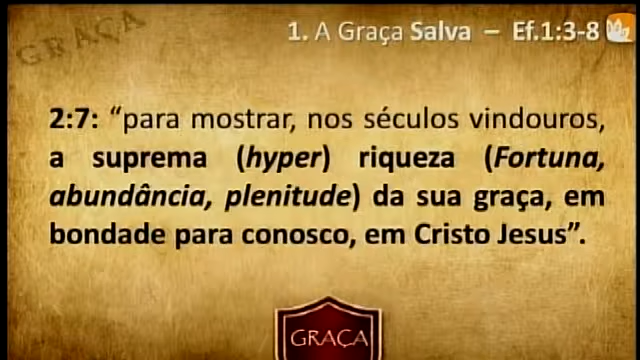 GRAÇA
1. A Graça Salva – Ef.1:3-8
2:7: “para mostrar, nos séculos vindouros,
a suprema (hyper) riqueza (Fortuna,
abundância, plenitude) da sua graça, em
bondade para conosco, em Cristo Jesus”.
GRAÇA